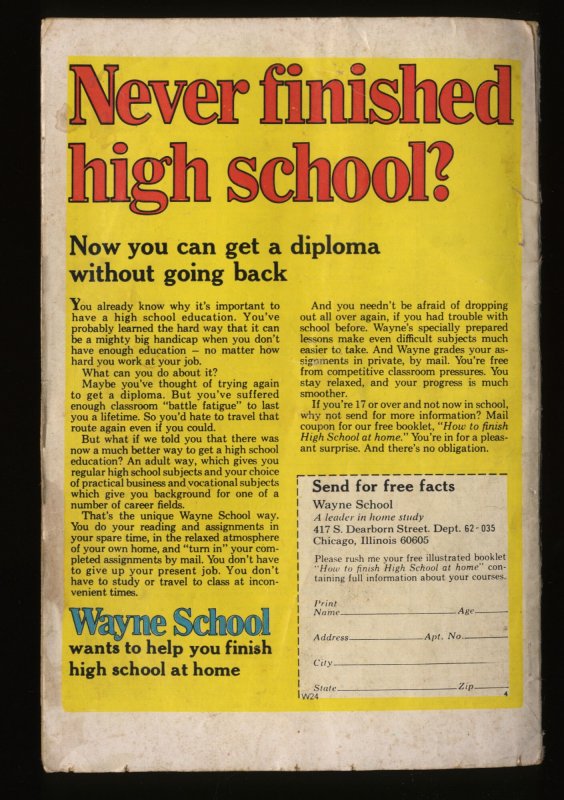 Never finished
high school?
Now you can get a diploma
without going back
You already know why it's important to
have a high school education. You've
probably learned the hard way that it can
be a mighty big handicap when you don't
have enough education — no matter how
hard you work at your job.
What can you do about it?
Maybe you've thought of trying again
to get a diploma. But you've suffered
enough classroom "battle fatigue" to last
you a lifetime. So you'd hate to travel that
route again even if you could.
But what if we told you that there was
now a much better way to get a high school
education? An adult way, which gives you
regular high school subjects and your choice
of practical business and vocational subjects
which give you background for one of a
number of career fields.
That's the unique Wayne School way.
You do your reading and assignments in
your spare time, in the relaxed atmosphere
of your own home, and "turn in" your com-
pleted assignments by mail. You don't have
to give up your present job. You don't
have to study or travel to class at incon-
venient times.
Wayne School
wants to help you finish
high school at home
And you needn't be afraid of dropping
out all over again, if you had trouble with
school before. Wayne's specially prepared
lessons make even difficult subjects much
easier to take. And Wayne grades your as-
signments in private, by mail. You're free
from competitive classroom pressures. You
stay relaxed, and your progress is much
smoother.
If you're 17 or over and not now in school,
why not send for more information? Mail
coupon for our free booklet, "How to finish
High School at home." You're in for a pleas-
ant surprise. And there's no obligation.
Send for free facts
Wayne School
A leader in home study
417 S. Dearborn Street. Dept. 62-035
Chicago, Illinois 60605
Please rush me your free illustrated booklet
"How to finish High School at home" con-
taining full information about your courses.
Print
Name Age
Address Apt. No.
City
State Zip
W24 4